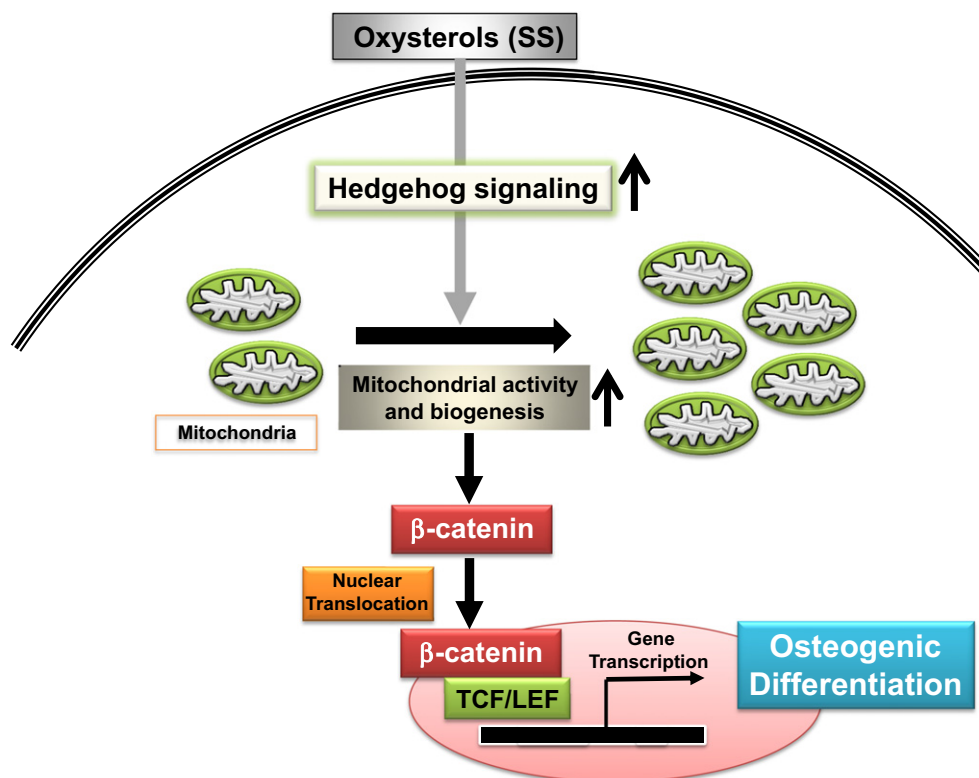 Oxysterols (SS)
Hedgehog signaling
Mitochondrial activity
and biogenesis
Mitochondria
β-catenin
Nuclear
Translocation
β-catenin
TCF/LEF
Gene
Transcription
Osteogenic
Differentiation